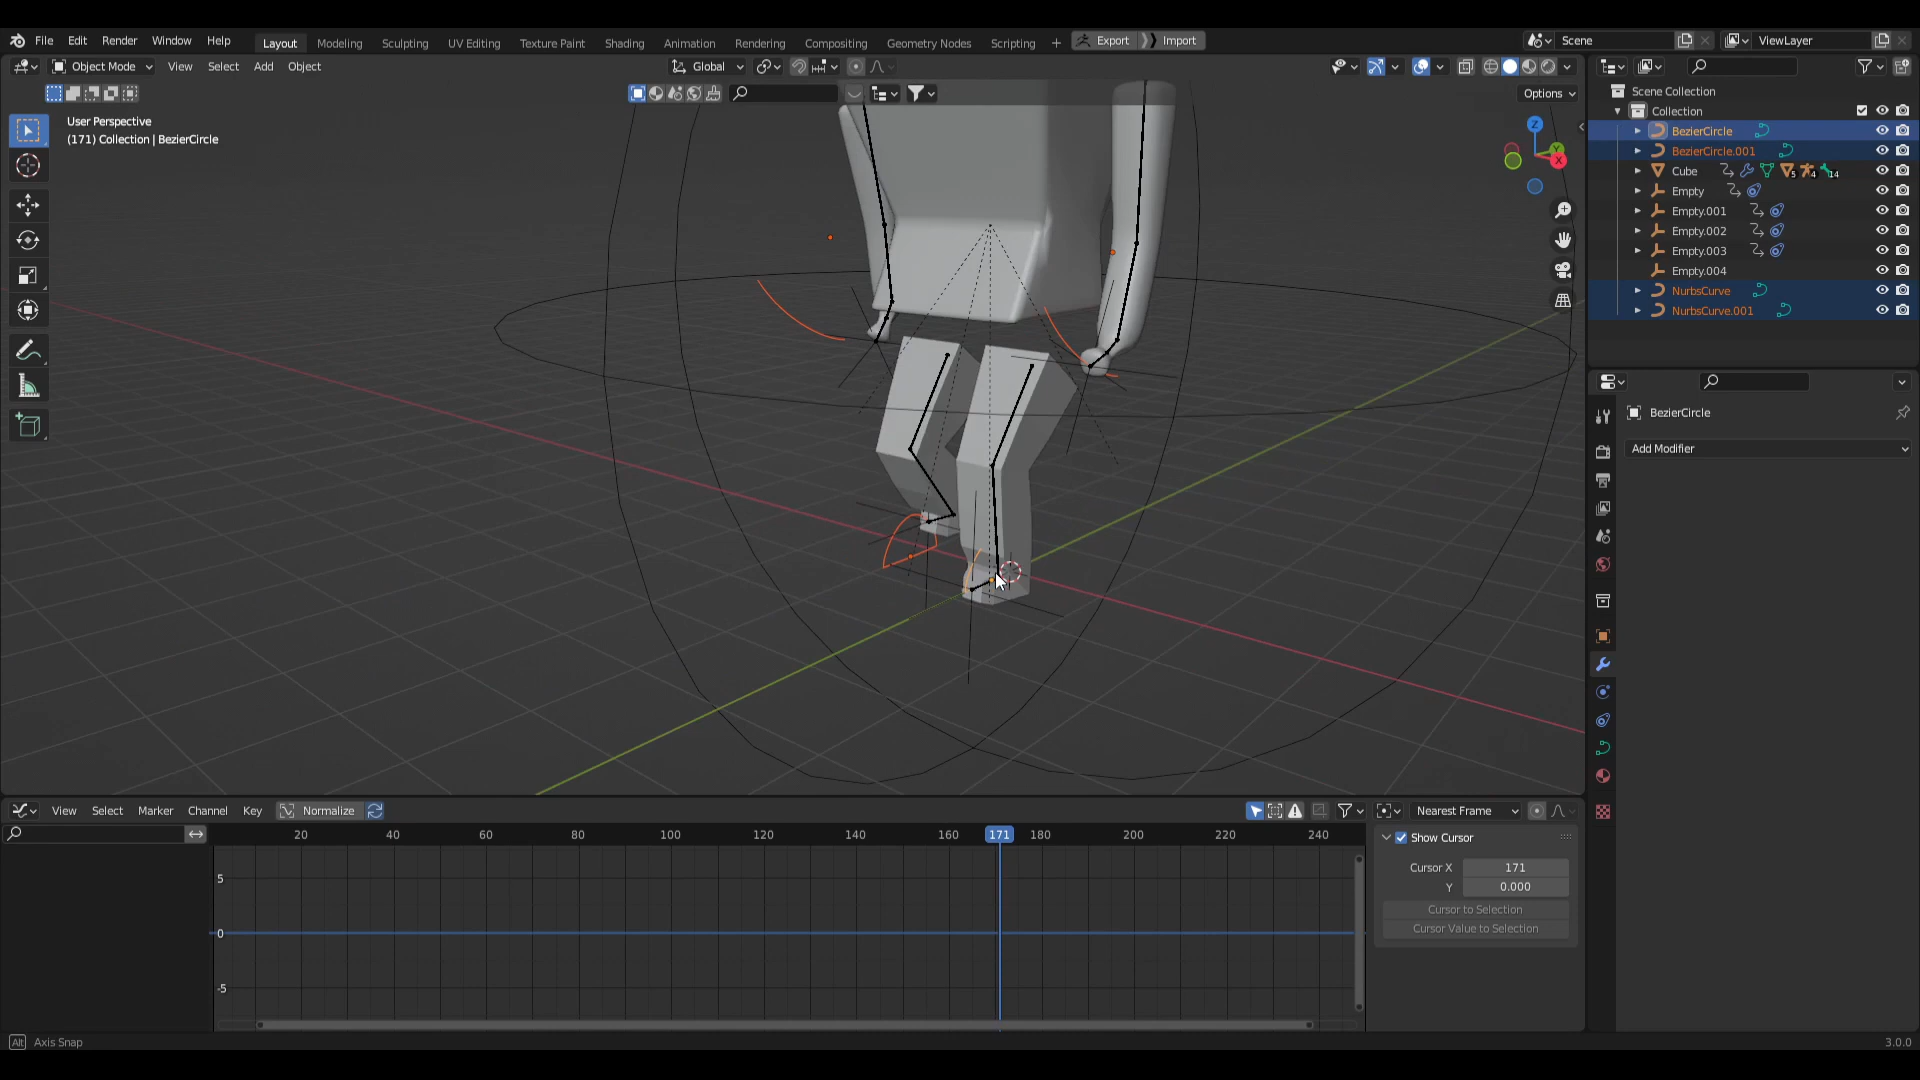 File Edit Render Window Help Layout Modeling Sculpting UV Editing Texture Paint Shading Animation Rendering Compositing Geometry Nodes Scripting Export Import Scene ViewLayer
Object Mode View Select Add Object Global
Options
User Perspective
(171) Collection | BezierCircle
Z
Y
X
Scene Collection
Collection
BezierCircle
BezierCircle.001
Cube 5 4 14
Empty
Empty.001
Empty.002
Empty.003
Empty.004
NurbsCurve
NurbsCurve.001
BezierCircle
Add Modifier
View Select Marker Channel Key Normalize Nearest Frame
20 40 60 80 100 120 140 160 171 180 200 220 240
5
0
-5
Show Cursor
Cursor X 171
Y 0.000
Cursor to Selection
Cursor Value to Selection
Alt Axis Snap 3.0.0